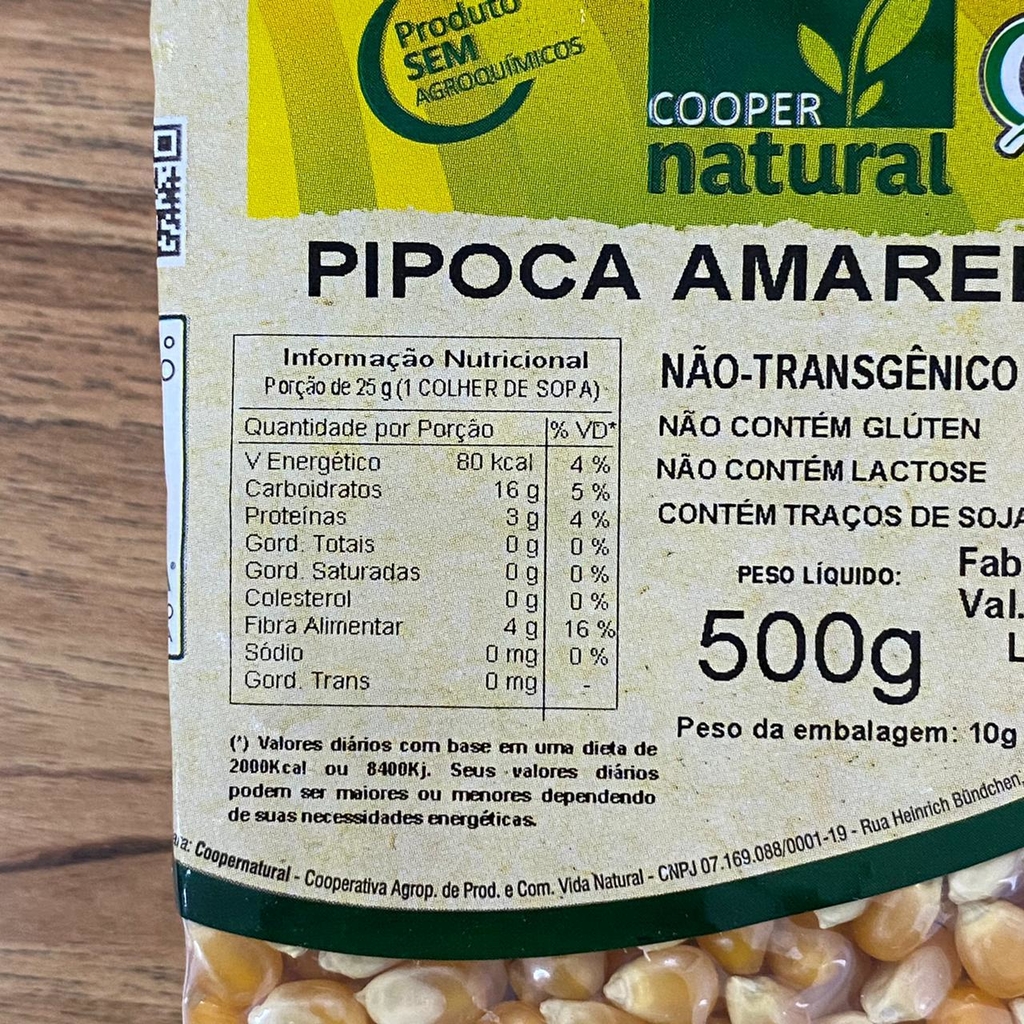 Produto
SEM
AGROQUÍMICOS
COOPER
natural
PIPOCA
Informação Nutricional
Porção de 25 g (1 COLHER DE SOPA)
Quantidade por Porção % VD*
V Energético 80 kcal 4 %
Carboidratos 16 g 5 %
Proteínas 3 g 4 %
Gord. Totais 0 g 0 %
Gord. Saturadas 0 g 0 %
Colesterol 0 g 0 %
Fibra Alimentar 4 g 16 %
Sódio 0 mg 0 %
Gord. Trans 0 mg -
(*) Valores diários com base em uma dieta de
2000Kcal ou 8400Kj. Seus valores diários
podem ser maiores ou menores dependendo
de suas necessidades energéticas.
NÃO-TRANSGÊNICO
NÃO CONTÉM GLÚTEN
NÃO CONTÉM LACTOSE
CONTÉM TRAÇOS DE SOJA
PESO LÍQUIDO:
500g
Peso da embalagem: 10g
Fab
Val.
Coopernatural - Cooperativa Agrop. de Prod. e Com. Vida Natural - CNPJ 07.169.088/0001-19 - Rua Heinrich Bündchen,